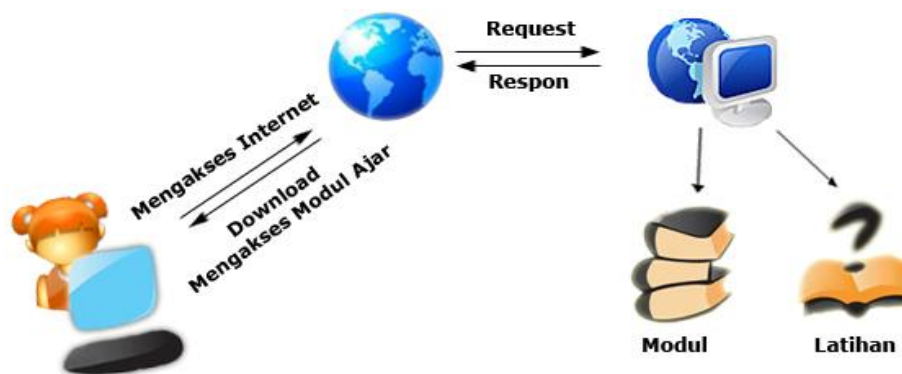 Request
Respon
Mengakses Internet
Download
Mengakses Modul Ajar
Modul
Latihan